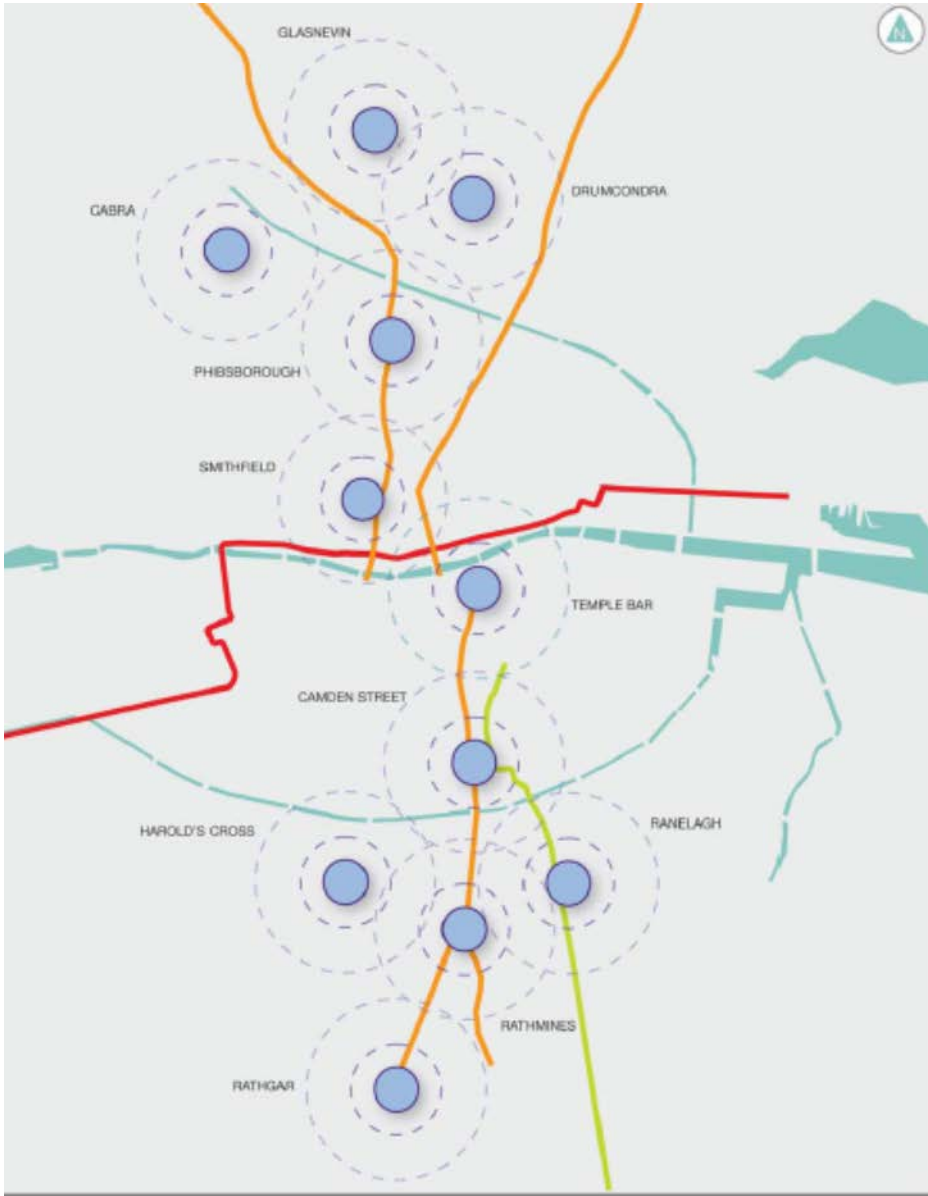 GLASNEVIN
N
DRUMCONDRA
CABRA
PHIBSBOROUGH
SMITHFIELD
TEMPLE BAR
CAMDEN STREET
HAROLD'S CROSS
RANELAGH
RATHMINES
RATHGAR